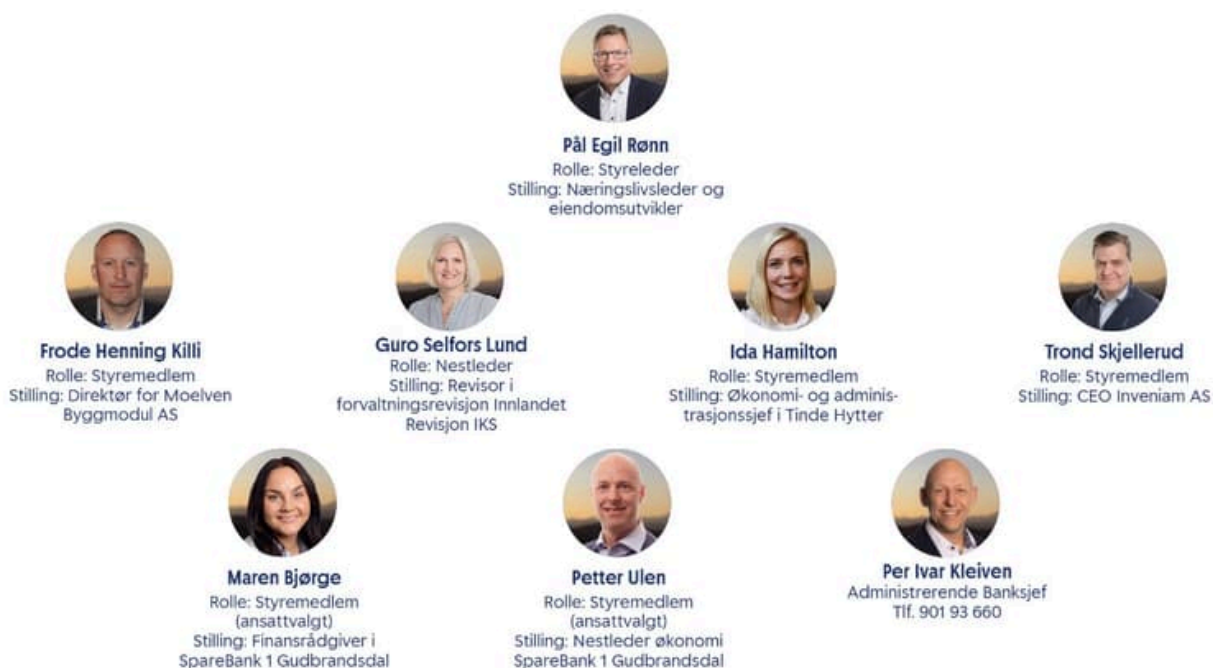 Pål Egil Rønn
Rolle: Styreleder
Stilling: Næringslivsleder og
eiendomsutvikler
Frode Henning Killi
Rolle: Styremedlem
Stilling: Direktør for Moelven
Byggmodul AS
Guro Selfors Lund
Rolle: Nestleder
Stilling: Revisor i
forvaltningsrevisjon Innlandet
Revisjon IKS
Ida Hamilton
Rolle: Styremedlem
Stilling: Økonomi- og adminis-
trasjonssjef i Tinde Hytter
Trond Skjellerud
Rolle: Styremedlem
Stilling: CEO Inveniam AS
Maren Bjørge
Rolle: Styremedlem
(ansattvalgt)
Stilling: Finansrådgiver i
SpareBank 1 Gudbrandsdal
Petter Ulen
Rolle: Styremedlem
(ansattvalgt)
Stilling: Nestleder økonomi
SpareBank 1 Gudbrandsdal
Per Ivar Kleiven
Administrerende Banksjef
Tlf. 901 93 660